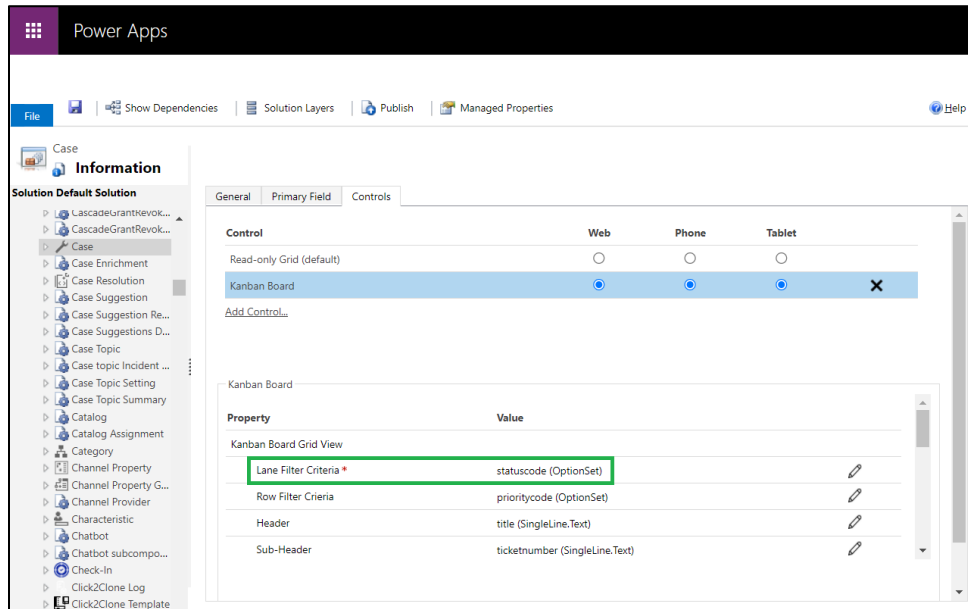 Power Apps
File
Show Dependencies
Solution Layers
Publish
Managed Properties
Help
Case
Information
Solution Default Solution
CascadeGrantRevok...
CascadeGrantRevok...
Case
Case Enrichment
Case Resolution
Case Suggestion
Case Suggestion Re...
Case Suggestions D...
Case Topic
Case topic Incident ...
Case Topic Setting
Case Topic Summary
Catalog
Catalog Assignment
Category
Channel Property
Channel Property G...
Channel Provider
Characteristic
Chatbot
Chatbot subcompo...
Check-In
Click2Clone Log
Click2Clone Template
General Primary Field Controls
Control Web Phone Tablet
Read-only Grid (default)
Kanban Board
Add Control...
Kanban Board
Property Value
Kanban Board Grid View
Lane Filter Criteria * statuscode (OptionSet)
Row Filter Crieria prioritycode (OptionSet)
Header title (SingleLine.Text)
Sub-Header ticketnumber (SingleLine.Text)